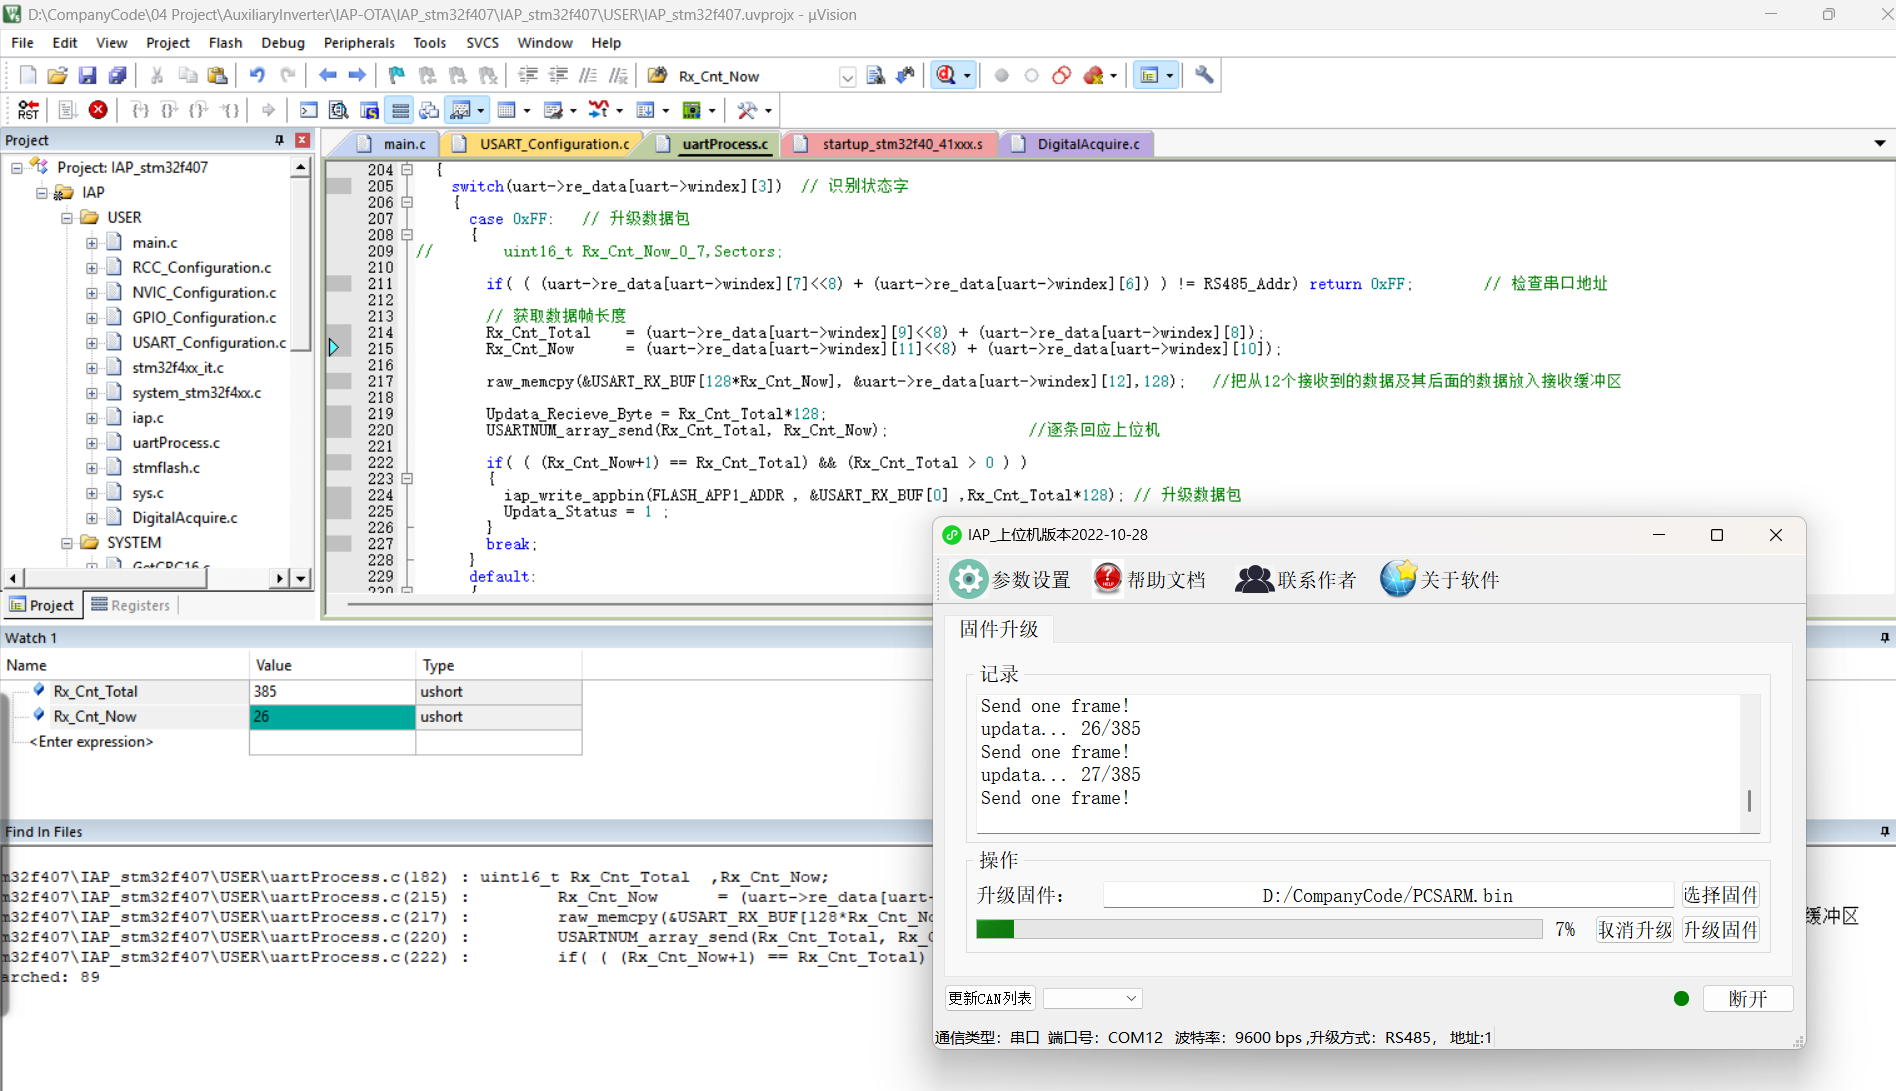 D:\CompanyCode\04 Project\AuxiliaryInverter\IAP-OTA\IAP_stm32f407\IAP_stm32f407\USER\IAP_stm32f407.uvprojx - µVision
File Edit View Project Flash Debug Peripherals Tools SVCS Window Help
Rx_Cnt_Now
RST
Project
main.c USART_Configuration.c uartProcess.c startup_stm32f40_41xxx.s DigitalAcquire.c
Project: IAP_stm32f407
IAP
USER
main.c
RCC_Configuration.c
NVIC_Configuration.c
GPIO_Configuration.c
USART_Configuration.c
stm32f4xx_it.c
system_stm32f4xx.c
iap.c
uartProcess.c
stmflash.c
sys.c
DigitalAcquire.c
SYSTEM
GetCRC16.c
Project Registers
204 {
205 switch(uart->re_data[uart->windex][3]) // 识别状态字
206 {
207 case 0xFF: // 升级数据包
208 {
209 // uint16_t Rx_Cnt_Now_0_7,Sectors;
210
211 if( ( (uart->re_data[uart->windex][7]<<8) + (uart->re_data[uart->windex][6]) ) != RS485_Addr) return 0xFF; // 检查串口地址
212
213 // 获取数据帧长度
214 Rx_Cnt_Total = (uart->re_data[uart->windex][9]<<8) + (uart->re_data[uart->windex][8]);
215 Rx_Cnt_Now = (uart->re_data[uart->windex][11]<<8) + (uart->re_data[uart->windex][10]);
216
217 raw_memcpy(&USART_RX_BUF[128*Rx_Cnt_Now], &uart->re_data[uart->windex][12],128); //把从12个接收到的数据及其后面的数据放入接收缓冲区
218
219 Updata_Recieve_Byte = Rx_Cnt_Total*128;
220 USARTNUM_array_send(Rx_Cnt_Total, Rx_Cnt_Now); //逐条回应上位机
221
222 if( ( (Rx_Cnt_Now+1) == Rx_Cnt_Total) && (Rx_Cnt_Total > 0 ) )
223 {
224 iap_write_appbin(FLASH_APP1_ADDR , &USART_RX_BUF[0] ,Rx_Cnt_Total*128); // 升级数据包
225 Updata_Status = 1 ;
226 }
227 break;
228 }
229 default:
230 {
Watch 1
Name Value Type
Rx_Cnt_Total 385 ushort
Rx_Cnt_Now 26 ushort
<Enter expression>
Find In Files
m32f407\IAP_stm32f407\USER\uartProcess.c(182) : uint16_t Rx_Cnt_Total ,Rx_Cnt_Now;
m32f407\IAP_stm32f407\USER\uartProcess.c(215) : Rx_Cnt_Now = (uart->re_data[uart-
m32f407\IAP_stm32f407\USER\uartProcess.c(217) : raw_memcpy(&USART_RX_BUF[128*Rx_Cnt_No 缓冲区
m32f407\IAP_stm32f407\USER\uartProcess.c(220) : USARTNUM_array_send(Rx_Cnt_Total, Rx_C
m32f407\IAP_stm32f407\USER\uartProcess.c(222) : if( ( (Rx_Cnt_Now+1) == Rx_Cnt_Total)
arched: 89
IAP_上位机版本2022-10-28
参数设置 帮助文档 联系作者 关于软件
固件升级
记录
Send one frame!
updata... 26/385
Send one frame!
updata... 27/385
Send one frame!
操作
升级固件: D:/CompanyCode/PCSARM.bin 选择固件
7% 取消升级 升级固件
更新CAN列表 断开
通信类型：串口 端口号：COM12 波特率：9600 bps ,升级方式：RS485， 地址:1